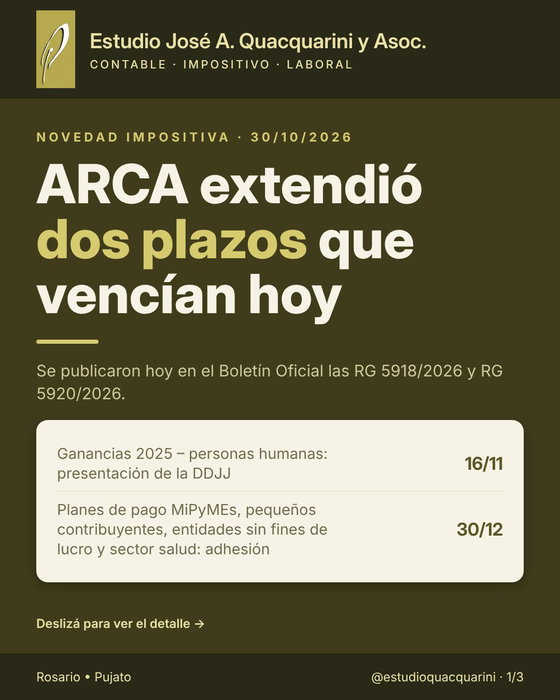 Estudio José A. Quacquarini y Asoc.
CONTABLE · IMPOSITIVO · LABORAL
NOVEDAD IMPOSITIVA · 30/10/2026
ARCA extendió
dos plazos que
vencían hoy
Se publicaron hoy en el Boletín Oficial las RG 5918/2026 y RG
5920/2026.
Ganancias 2025 – personas humanas:
presentación de la DDJJ
16/11
Planes de pago MiPyMEs, pequeños
contribuyentes, entidades sin fines de
lucro y sector salud: adhesión
30/12
Deslizá para ver el detalle →
Rosario • Pujato
@estudioquacquarini · 1/3